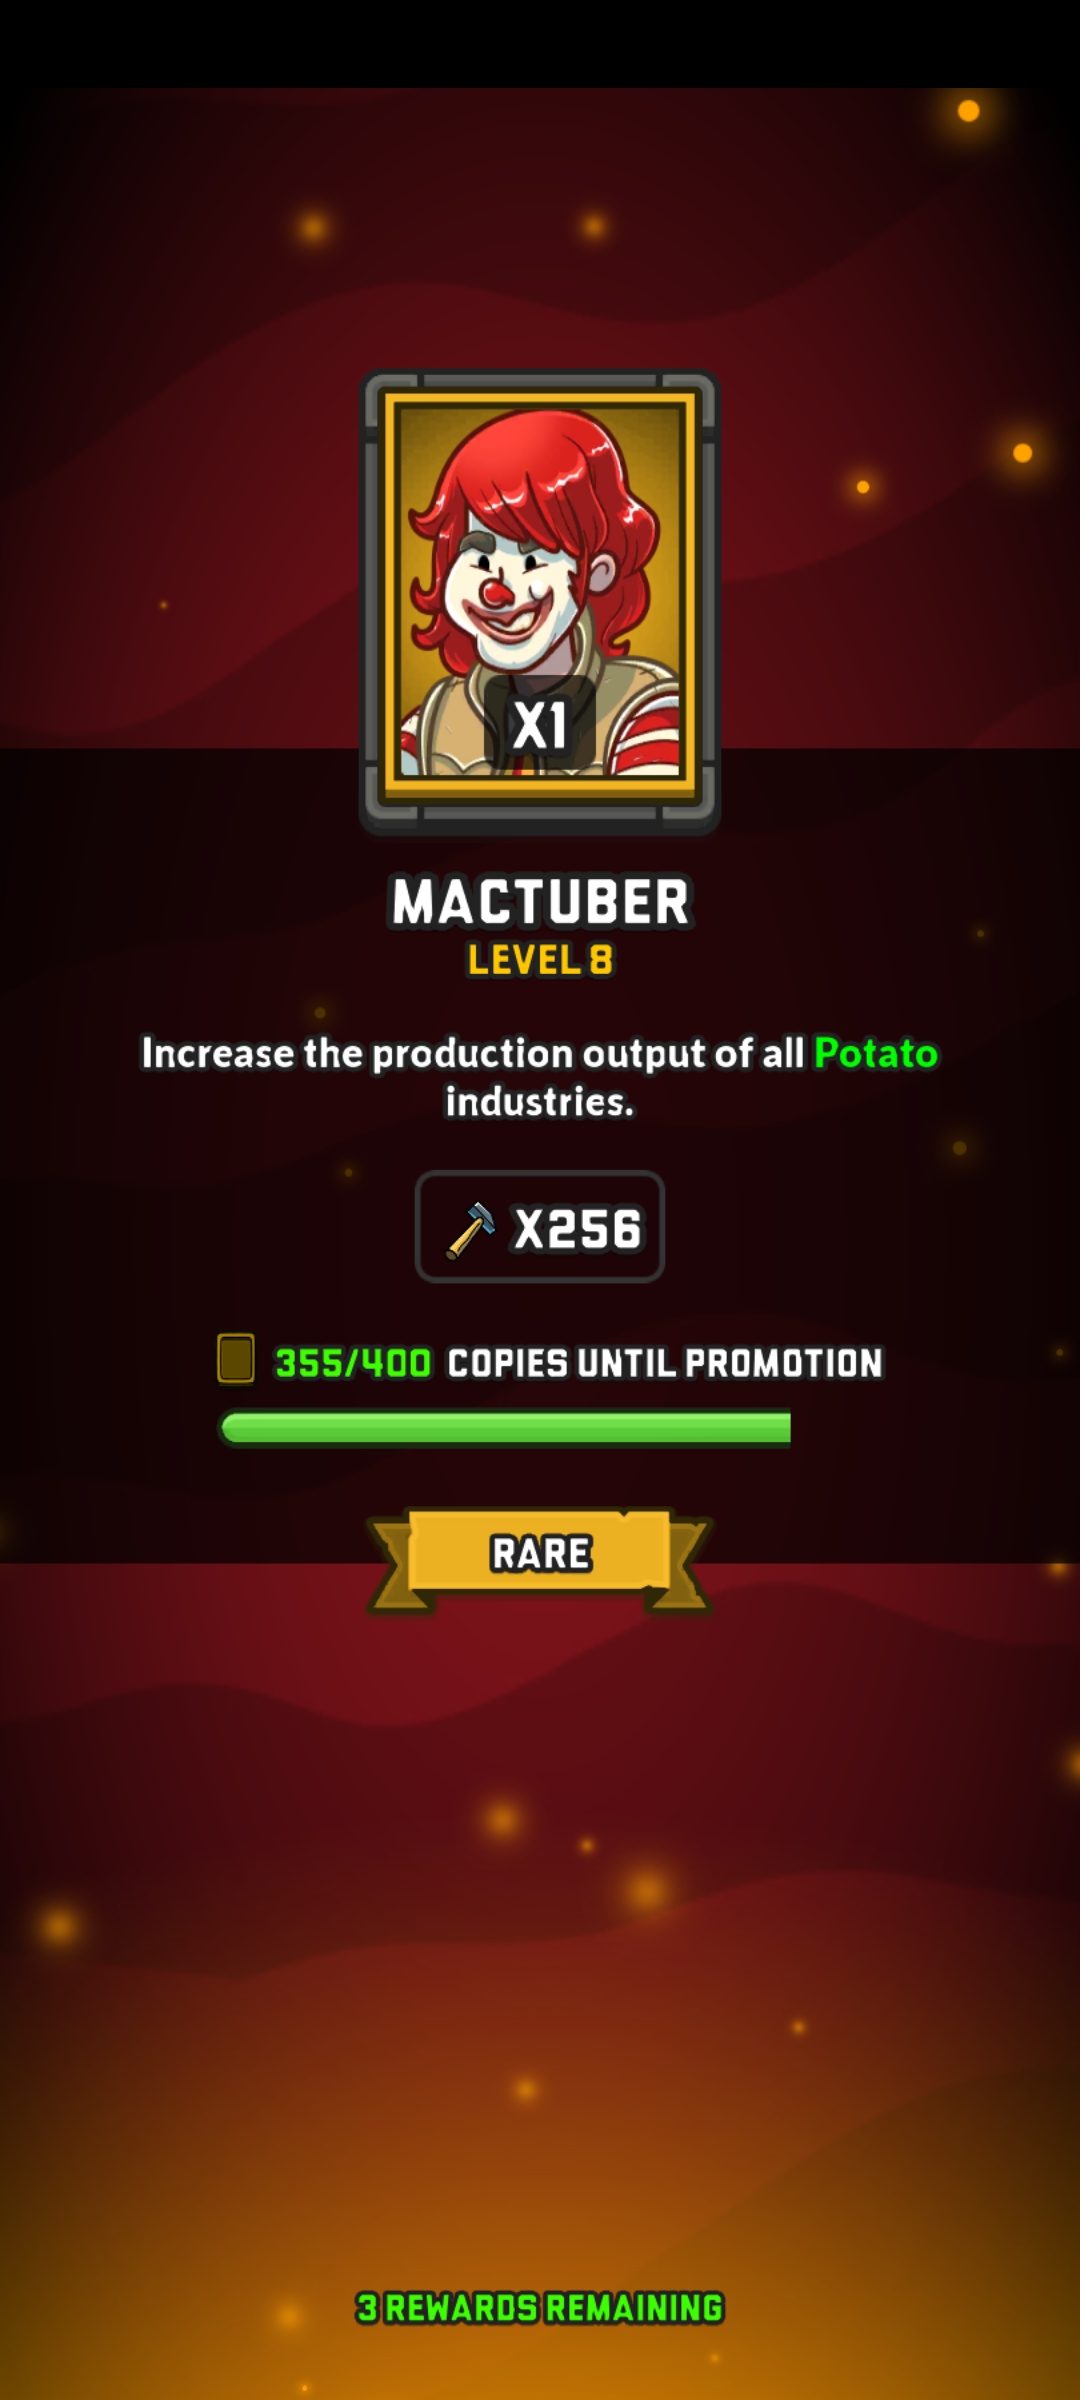 X1
MACTUBER
LEVEL 8
Increase the production output of all Potato
industries.
X256
355/400 COPIES UNTIL PROMOTION
RARE
3 REWARDS REMAINING